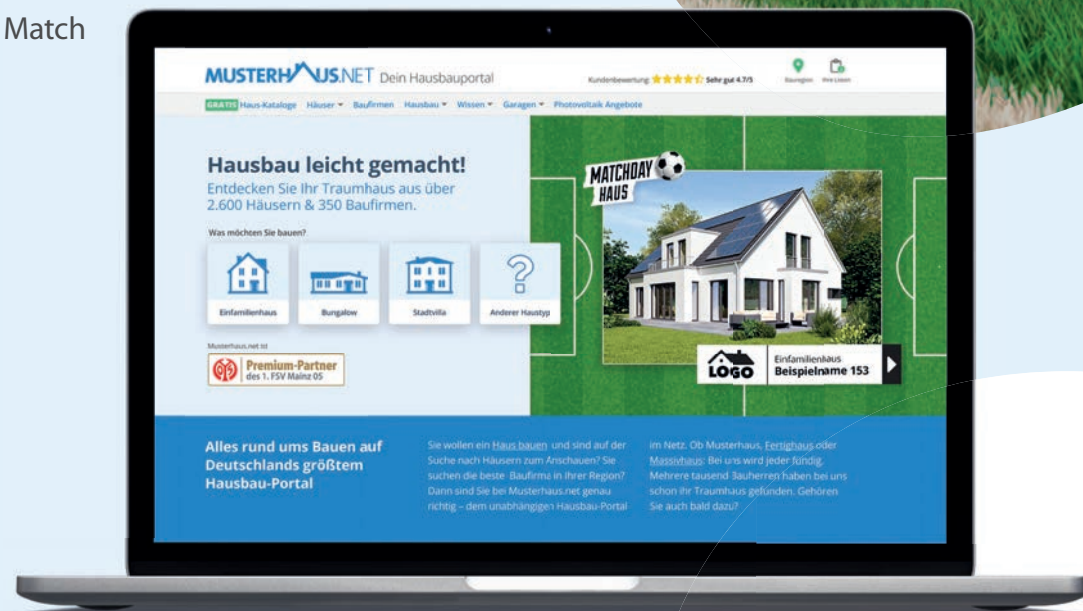 Match
MUSTERHAUS.NET Dein Hausbauportal
Kundenbewertung Sehr gut 4.7/5
Bauregion Ihre Listen
GRATIS Haus-Kataloge Häuser Baufirmen Hausbau Wissen Garagen Photovoltaik Angebote
Hausbau leicht gemacht!
Entdecken Sie Ihr Traumhaus aus über
2.600 Häusern & 350 Baufirmen.
Was möchten Sie bauen?
Einfamilienhaus Bungalow Stadtvilla Anderer Haustyp
Musterhaus.net ist
Premium-Partner
des 1. FSV Mainz 05
MATCHDAY
HAUS
LOGO
Einfamilienhaus
Beispielname 153
Alles rund ums Bauen auf
Deutschlands größtem
Hausbau-Portal
Sie wollen ein Haus bauen und sind auf der
Suche nach Häusern zum Anschauen? Sie
suchen die beste Baufirma in Ihrer Region?
Dann sind Sie bei Musterhaus.net genau
richtig – dem unabhängigen Hausbau-Portal
im Netz. Ob Musterhaus, Fertighaus oder
Massivhaus: Bei uns wird jeder fündig.
Mehrere tausend Bauherren haben bei uns
schon ihr Traumhaus gefunden. Gehören
Sie auch bald dazu?